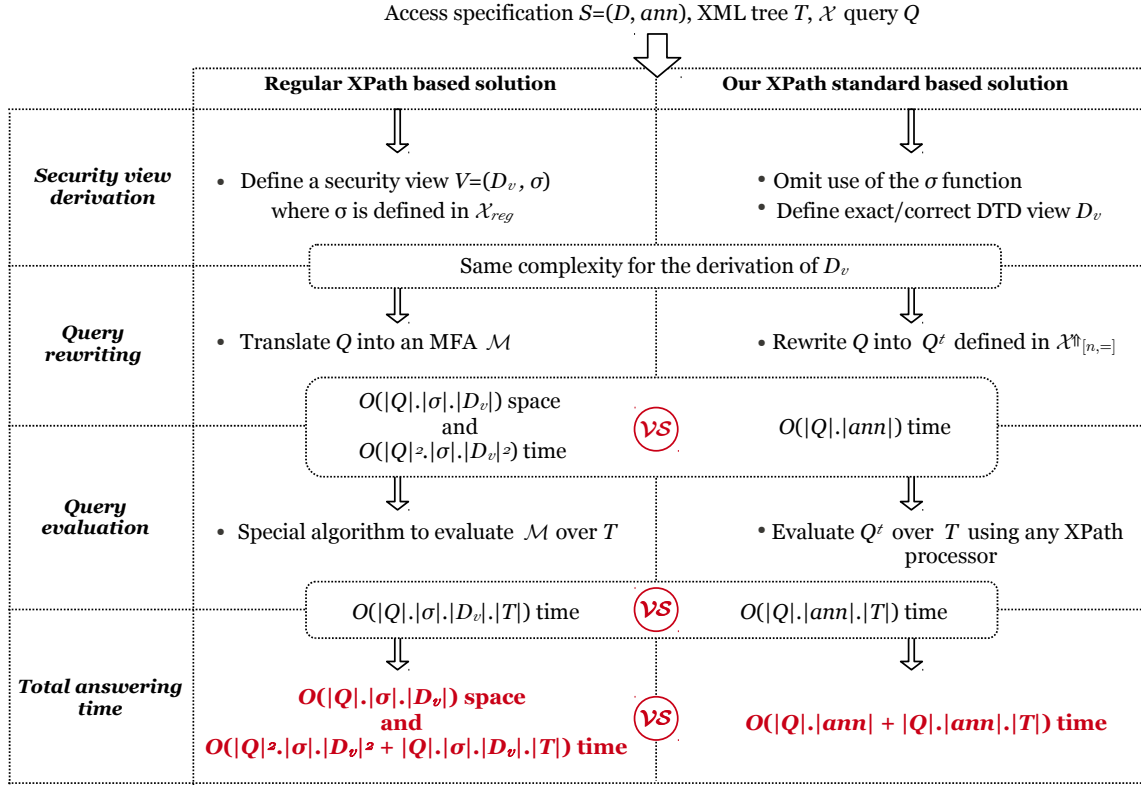 Access specification S=(D, ann), XML tree T, 𝒳 query Q
Regular XPath based solution
Our XPath standard based solution
Security view
derivation
• Define a security view V=(Dᵥ, σ)
where σ is defined in 𝒳reg
• Omit use of the σ function
• Define exact/correct DTD view Dᵥ
Same complexity for the derivation of Dᵥ
Query
rewriting
• Translate Q into an MFA ℳ
• Rewrite Q into Qᵗ defined in 𝒳⇑[n,=]
O(|Q|.|σ|.|Dᵥ|) space
and
O(|Q|².|σ|.|Dᵥ|²) time
VS
O(|Q|.|ann|) time
Query
evaluation
• Special algorithm to evaluate ℳ over T
• Evaluate Qᵗ over T using any XPath
processor
O(|Q|.|σ|.|Dᵥ|.|T|) time
VS
O(|Q|.|ann|.|T|) time
Total answering
time
O(|Q|.|σ|.|Dᵥ|) space
and
O(|Q|².|σ|.|Dᵥ|² + |Q|.|σ|.|Dᵥ|.|T|) time
VS
O(|Q|.|ann| + |Q|.|ann|.|T|) time